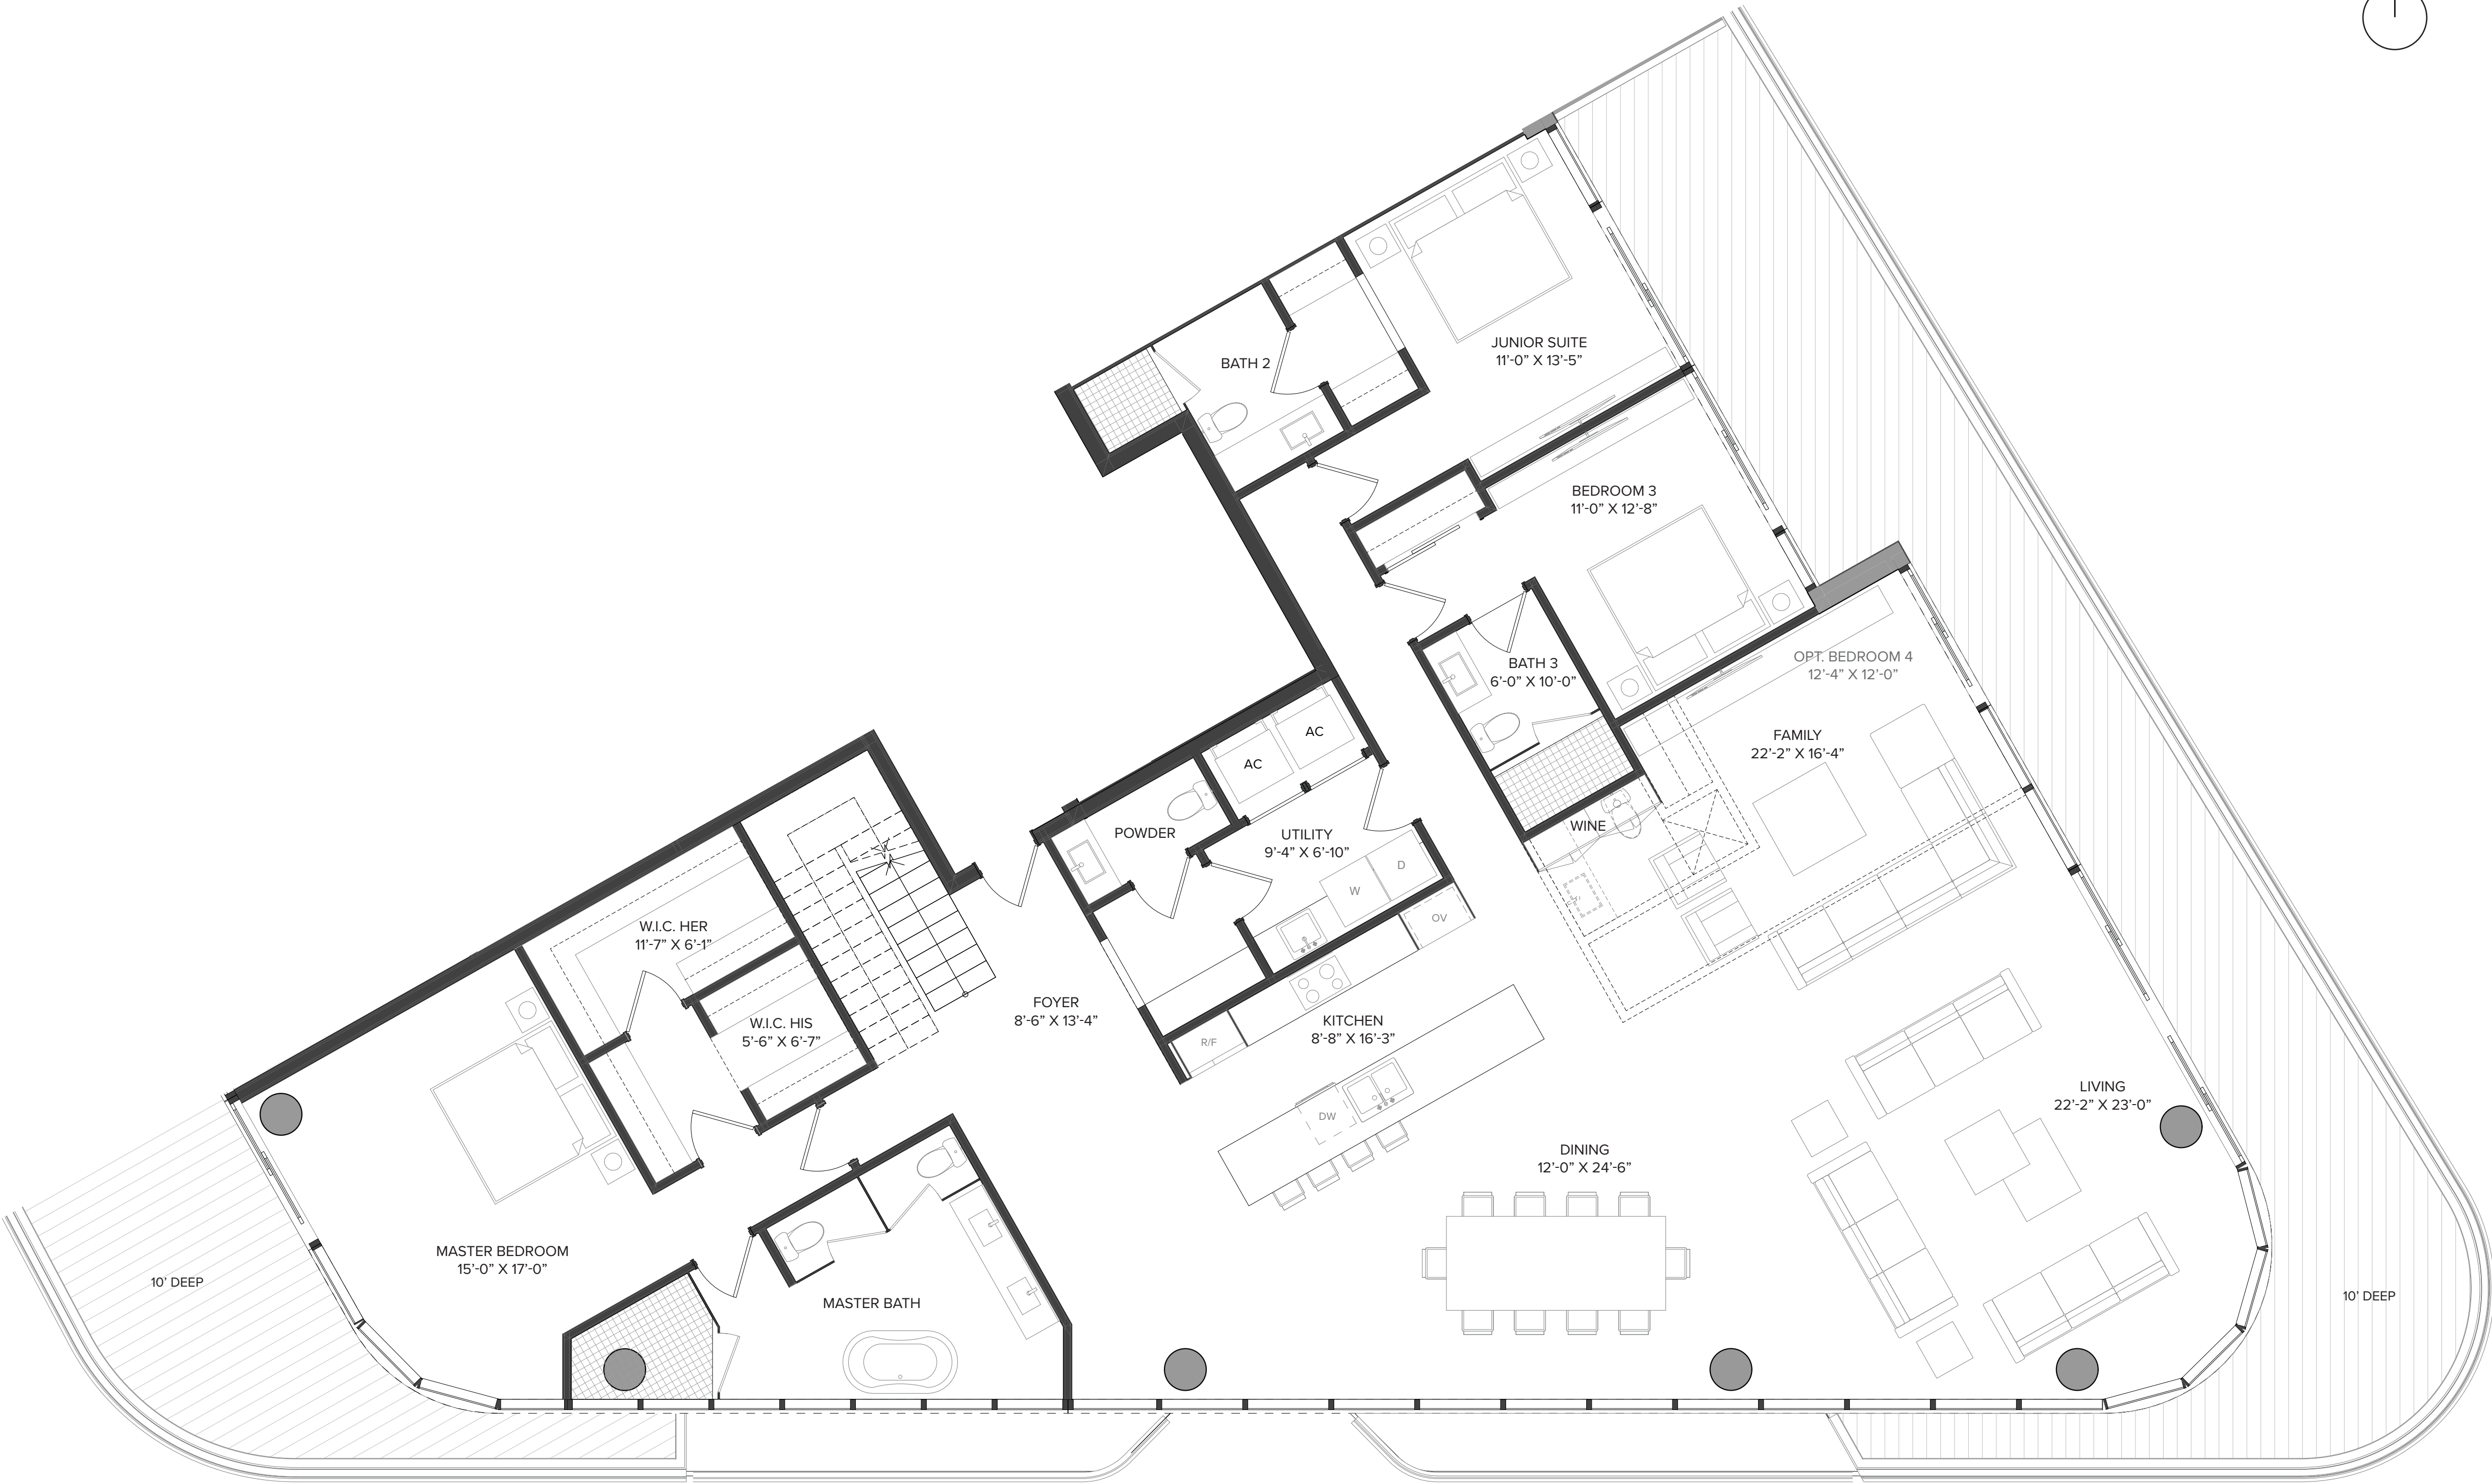 JUNIOR SUITE
11'-0” X 13'-5”
BATH 2
BEDROOM 3
11'-0” X 12'-8”
BATH 3
6'-0” X 10'-0”
OPT. BEDROOM 4
12'-4” X 12'-0”
FAMILY
22'-2” X 16'-4”
AC
AC
POWDER
UTILITY
9'-4” X 6'-10”
WINE
D
W
OV
W.I.C. HER
11'-7” X 6'-1”
W.I.C. HIS
5'-6” X 6'-7”
FOYER
8'-6” X 13'-4”
KITCHEN
8'-8” X 16'-3”
R/F
DW
LIVING
22'-2” X 23'-0”
DINING
12'-0” X 24'-6”
MASTER BEDROOM
15'-0” X 17'-0”
10' DEEP
MASTER BATH
10' DEEP